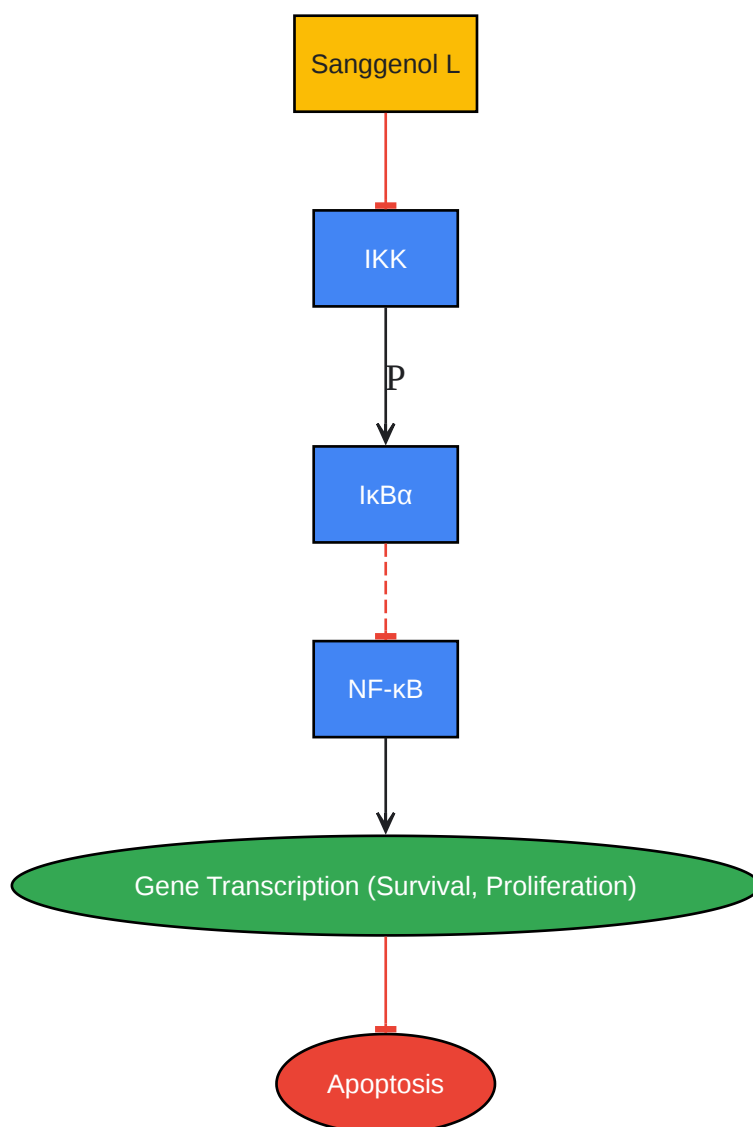 Sanggenol L
IKK
P
IκBα
NF-κB
Gene Transcription (Survival, Proliferation)
Apoptosis